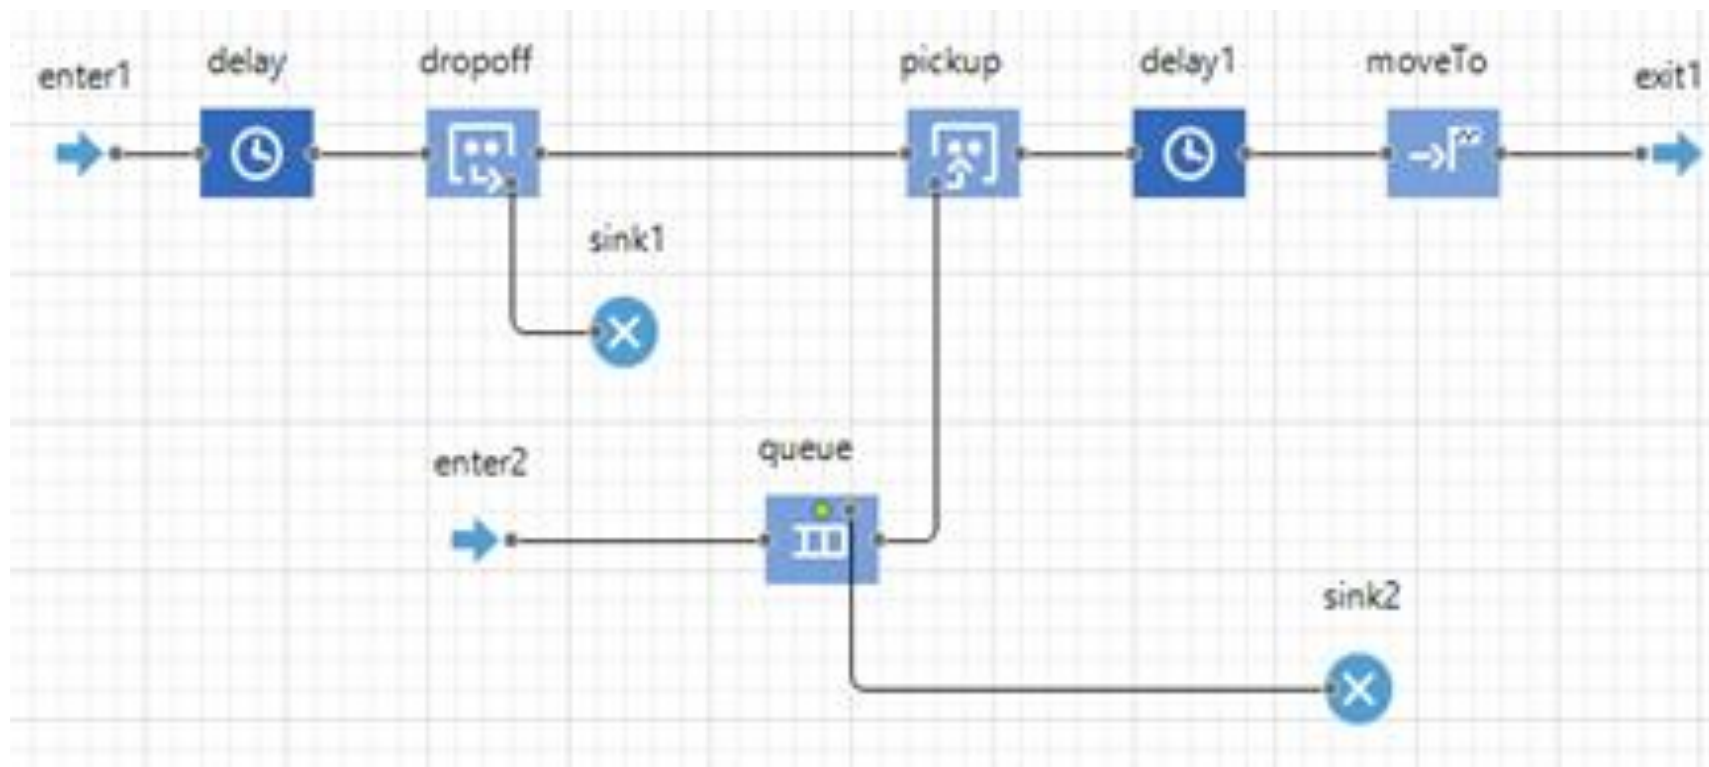 enter1
delay
dropoff
pickup
delay1
moveTo
exit1
sink1
enter2
queue
sink2